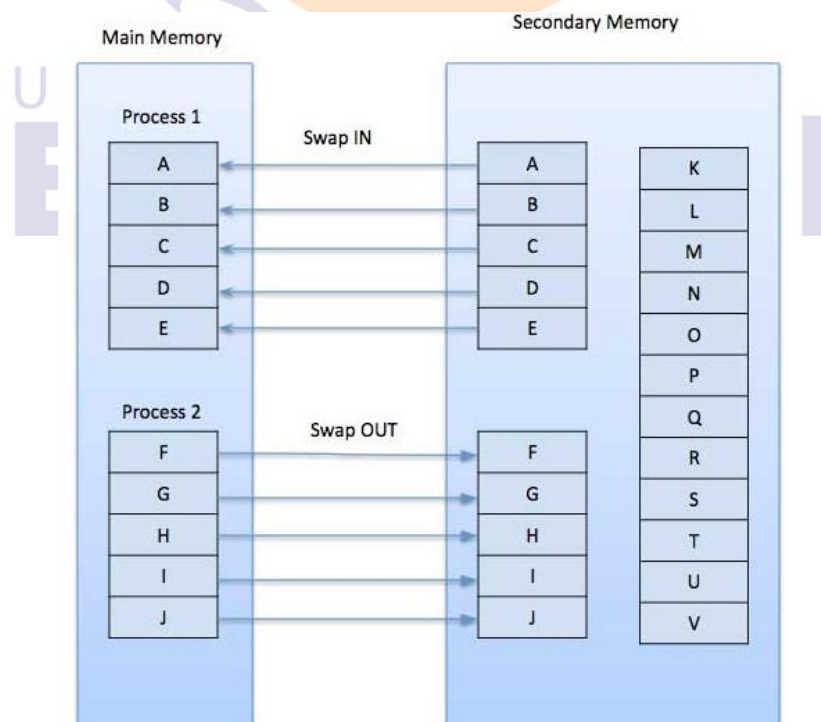 Main Memory
Secondary Memory
U
E
Process 1
Swap IN
A
B
C
D
E
A
B
C
D
E
K
L
M
N
O
P
Q
R
S
T
U
V
Process 2
Swap OUT
F
G
H
I
J
F
G
H
I
J